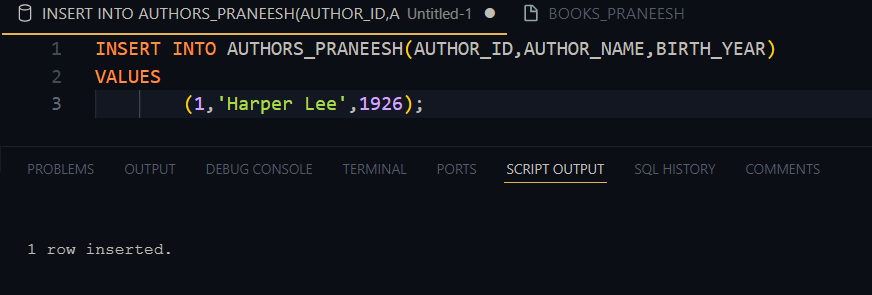 INSERT INTO AUTHORS_PRANEESH(AUTHOR_ID,A Untitled-1 BOOKS_PRANEESH
1 INSERT INTO AUTHORS_PRANEESH(AUTHOR_ID,AUTHOR_NAME,BIRTH_YEAR)
2 VALUES
3 (1,'Harper Lee',1926);
PROBLEMS OUTPUT DEBUG CONSOLE TERMINAL PORTS SCRIPT OUTPUT SQL HISTORY COMMENTS
1 row inserted.